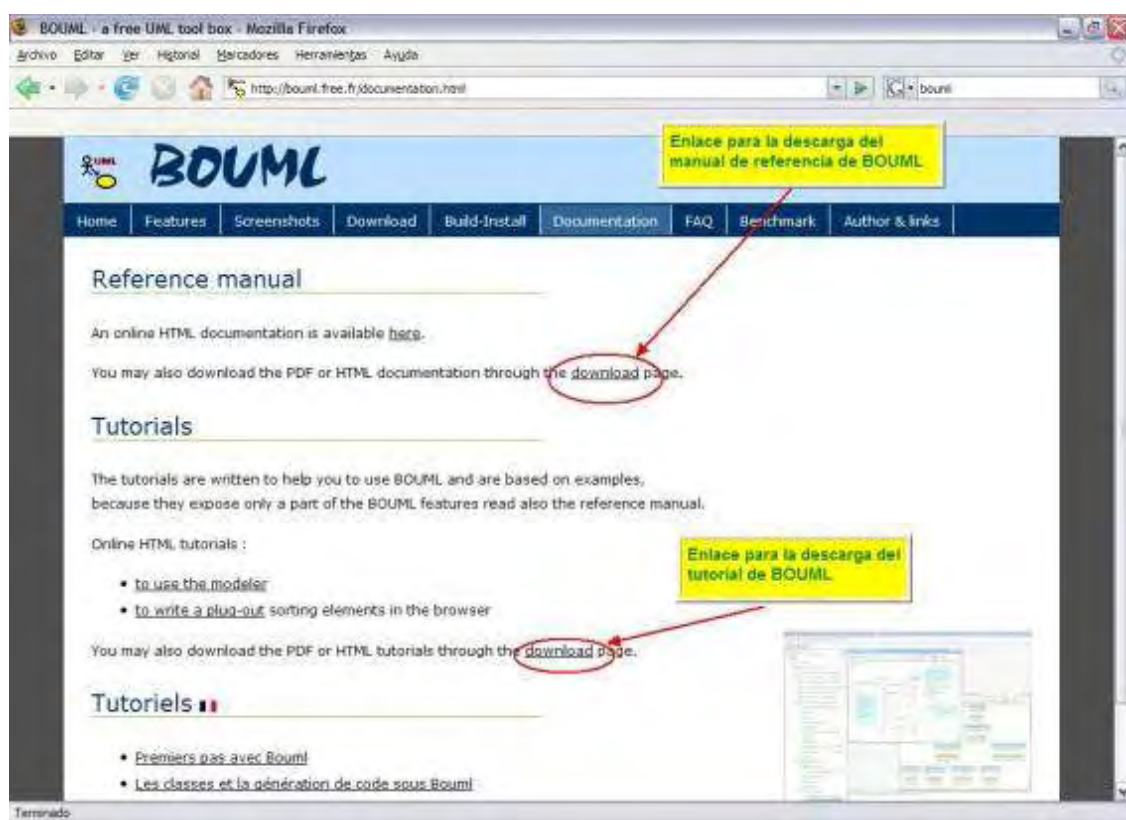 BOUML - a free UML tool box - Mozilla Firefox
Archivo Editar Ver Historial Marcadores Herramientas Ayuda
http://bouml.free.fr/documentation.html
bouml
Enlace para la descarga del
manual de referencia de BOUML
UML
BOUML
Home Features Screenshots Download Build-Install Documentation FAQ Benchmark Author & links
Reference manual
An online HTML documentation is available here.
You may also download the PDF or HTML documentation through the download page.
Tutorials
The tutorials are written to help you to use BOUML and are based on examples,
because they expose only a part of the BOUML features read also the reference manual.
Online HTML tutorials :
Enlace para la descarga del
tutorial de BOUML
• to use the modeler
• to write a plug-out sorting elements in the browser
You may also download the PDF or HTML tutorials through the download page.
Tutoriels
• Premiers pas avec Bouml
• Les classes et la génération de code sous Bouml
Terminado